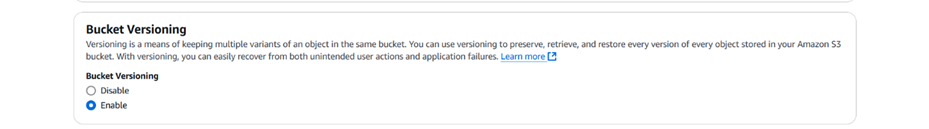 Bucket Versioning
Versioning is a means of keeping multiple variants of an object in the same bucket. You can use versioning to preserve, retrieve, and restore every version of every object stored in your Amazon S3
bucket. With versioning, you can easily recover from both unintended user actions and application failures. Learn more
Bucket Versioning
Disable
Enable